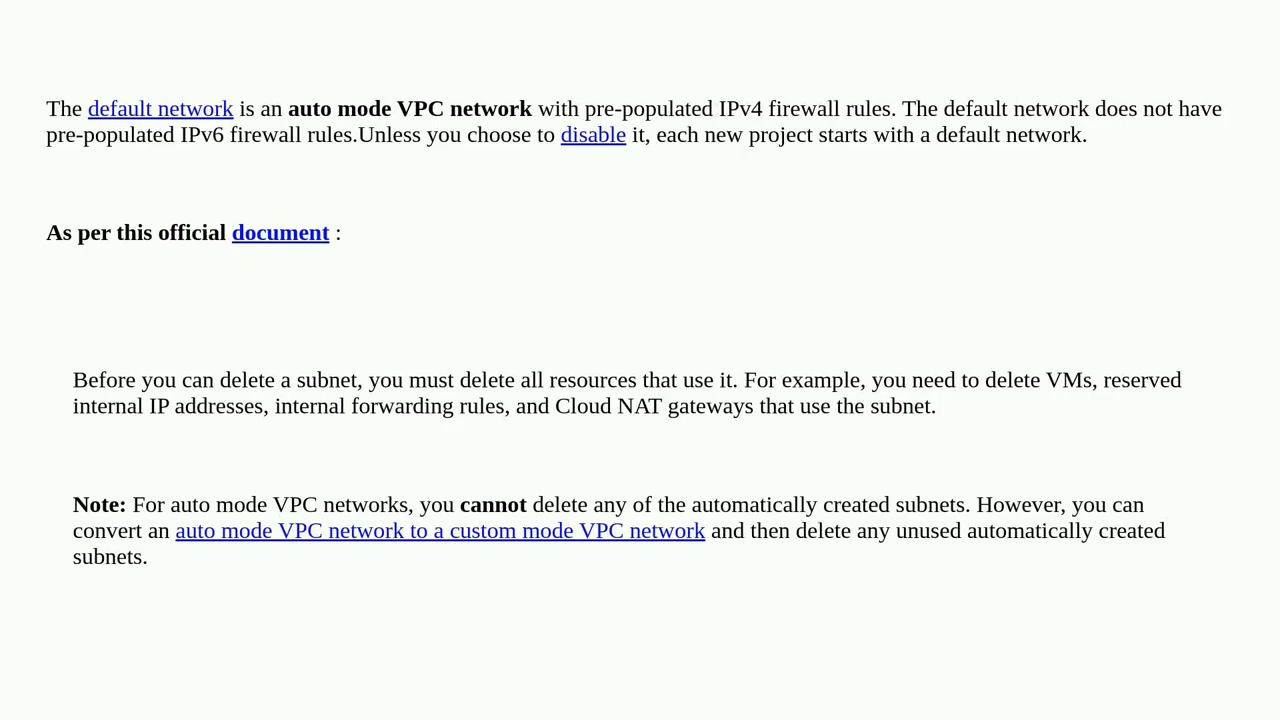 The default network is an auto mode VPC network with pre-populated IPv4 firewall rules. The default network does not have
pre-populated IPv6 firewall rules.Unless you choose to disable it, each new project starts with a default network.
As per this official document :
Before you can delete a subnet, you must delete all resources that use it. For example, you need to delete VMs, reserved
internal IP addresses, internal forwarding rules, and Cloud NAT gateways that use the subnet.
Note: For auto mode VPC networks, you cannot delete any of the automatically created subnets. However, you can
convert an auto mode VPC network to a custom mode VPC network and then delete any unused automatically created
subnets.